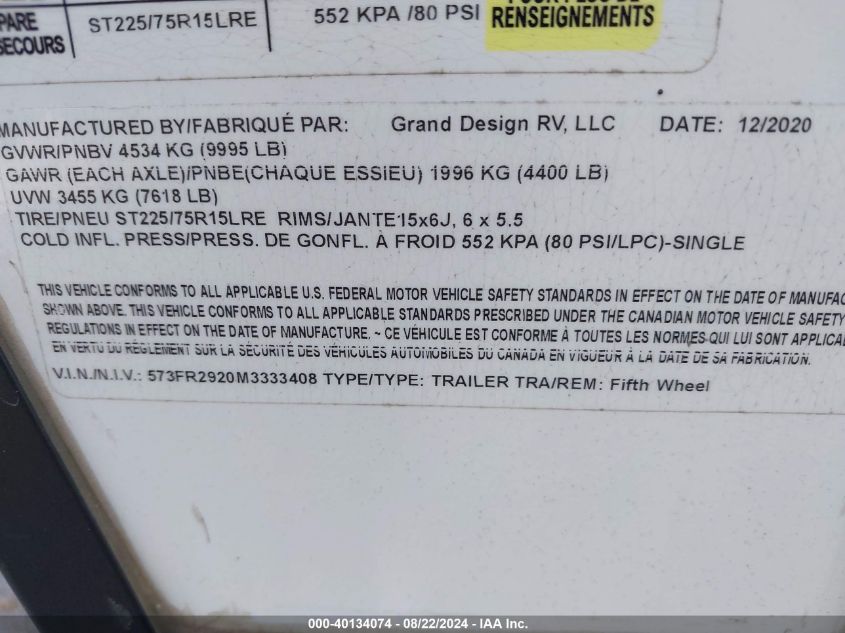 PARE ST225/75R15LRE 552 KPA /80 PSI
SECOURS RENSEIGNEMENTS
MANUFACTURED BY/FABRIQUÉ PAR: Grand Design RV, LLC DATE: 12/2020
GVWR/PNBV 4534 KG (9995 LB)
GAWR (EACH AXLE)/PNBE(CHAQUE ESSIEU) 1996 KG (4400 LB)
UVW 3455 KG (7618 LB)
TIRE/PNEU ST225/75R15LRE RIMS/JANTE 15x6J, 6 x 5.5
COLD INFL. PRESS/PRESS. DE GONFL. À FROID 552 KPA (80 PSI/LPC)-SINGLE
THIS VEHICLE CONFORMS TO ALL APPLICABLE U.S. FEDERAL MOTOR VEHICLE SAFETY STANDARDS IN EFFECT ON THE DATE OF MANUFAC
SHOWN ABOVE. THIS VEHICLE CONFORMS TO ALL APPLICABLE STANDARDS PRESCRIBED UNDER THE CANADIAN MOTOR VEHICLE SAFETY
REGULATIONS IN EFFECT ON THE DATE OF MANUFACTURE. ~ CE VÉHICULE EST CONFORME À TOUTES LES NORMES QUI LUI SONT APPLICA
EN VERTU DU RÈGLEMENT SUR LA SÉCURITÉ DES VÉHICULES AUTOMOBILES DU CANADA EN VIGUEUR À LA DATE DE SA FABRICATION.
V.I.N./N.I.V.: 573FR2920M3333408 TYPE/TYPE: TRAILER TRA/REM: Fifth Wheel
000-40134074 - 08/22/2024 - IAA Inc.